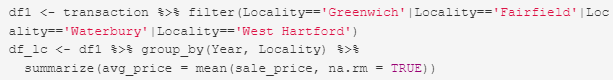 df1 <- transaction %>% filter(Locality=='Greenwich'|Locality=='Fairfield'|Loc
ality=='Waterbury'|Locality=='West Hartford')
df_lc <- df1 %>% group_by(Year, Locality) %>%
  summarize(avg_price = mean(sale_price, na.rm = TRUE))